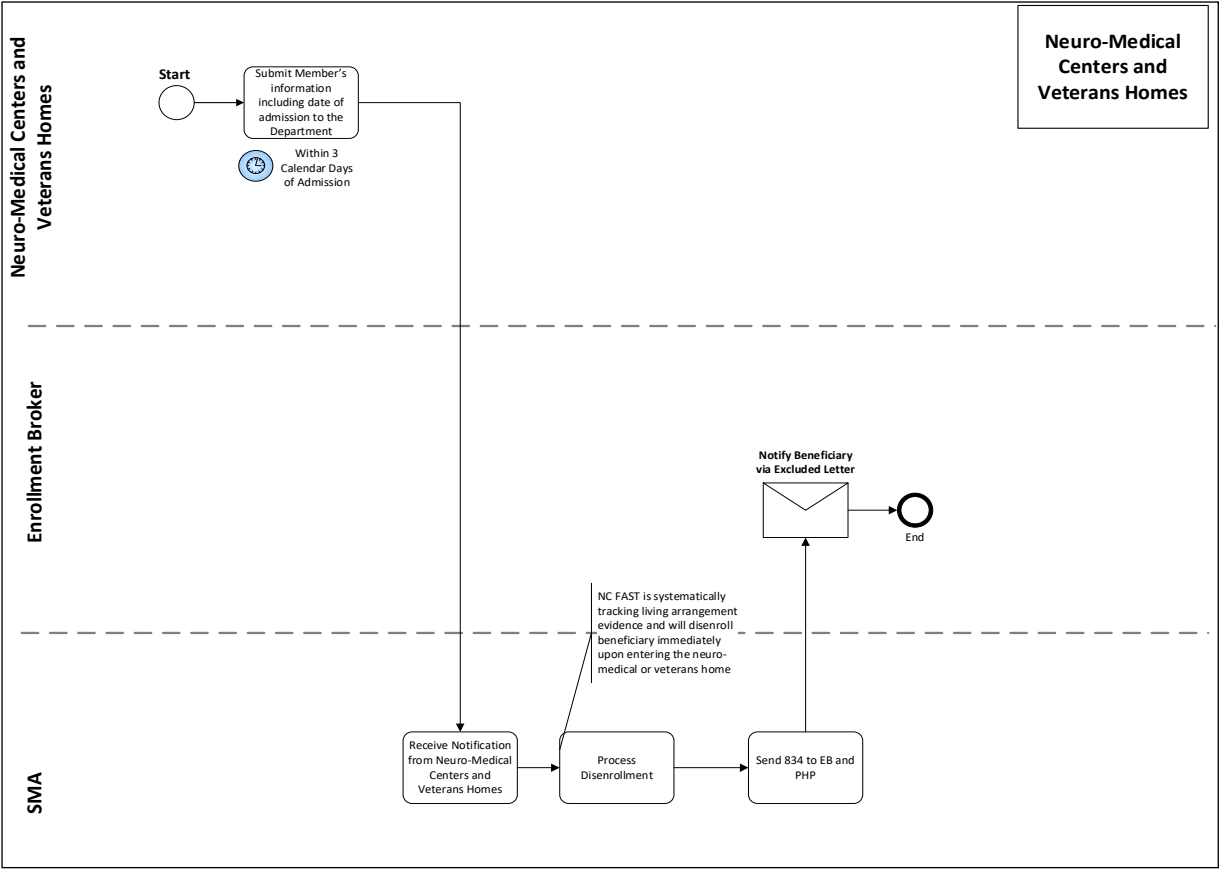 Neuro-Medical
Centers and
Veterans Homes
Neuro-Medical Centers and
Veterans Homes
Start
Submit Member's
information
including date of
admission to the
Department
Within 3
Calendar Days
of Admission
Enrollment Broker
Notify Beneficiary
via Excluded Letter
End
NC FAST is systematically
tracking living arrangement
evidence and will disenroll
beneficiary immediately
upon entering the neuro-
medical or veterans home
SMA
Receive Notification
from Neuro-Medical
Centers and
Veterans Homes
Process
Disenrollment
Send 834 to EB and
PHP